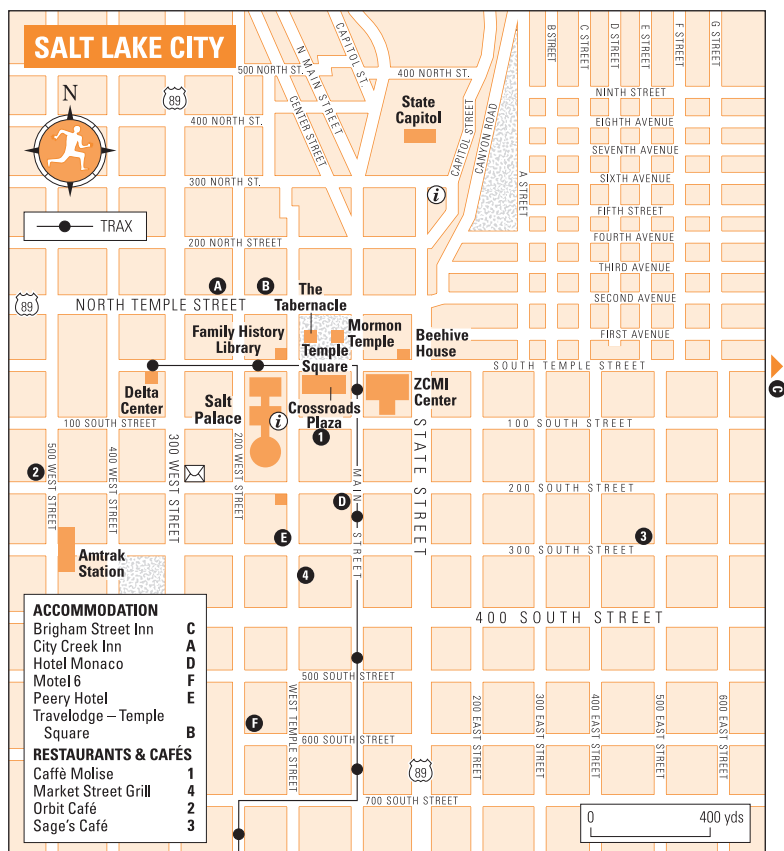 SALT LAKE CITY
N
TRAX
89
500 NORTH ST.
400 NORTH ST.
300 NORTH ST.
200 NORTH STREET
N MAIN STREET
CENTER STREET
CAPITOL ST.
400 NORTH ST.
State
Capitol
CAPITOL STREET
CANYON ROAD
i
A STREET
B STREET
C STREET
D STREET
E STREET
F STREET
G STREET
NINTH STREET
EIGHTH AVENUE
SEVENTH AVENUE
SIXTH AVENUE
FIFTH STREET
FOURTH AVENUE
THIRD AVENUE
SECOND AVENUE
FIRST AVENUE
89
NORTH TEMPLE STREET
A
B
The
Tabernacle
Mormon
Temple
Family History
Library
Temple
Square
Beehive
House
SOUTH TEMPLE STREET
C
Delta
Center
Salt
Palace
i
Crossroads
Plaza
1
ZCMI
Center
100 SOUTH STREET
100 SOUTH STREET
500 WEST STREET
400 WEST STREET
300 WEST STREET
200 WEST STREET
MAIN STREET
STATE STREET
2
D
200 SOUTH STREET
E
3
300 SOUTH STREET
Amtrak
Station
4
400 SOUTH STREET
500 SOUTH STREET
WEST TEMPLE STREET
F
600 SOUTH STREET
200 EAST STREET
300 EAST STREET
400 EAST STREET
500 EAST STREET
600 EAST STREET
89
700 SOUTH STREET
ACCOMMODATION
Brigham Street Inn C
City Creek Inn A
Hotel Monaco D
Motel 6 F
Peery Hotel E
Travelodge – Temple
Square B
RESTAURANTS & CAFÉS
Caffè Molise 1
Market Street Grill 4
Orbit Café 2
Sage's Café 3
0 400 yds